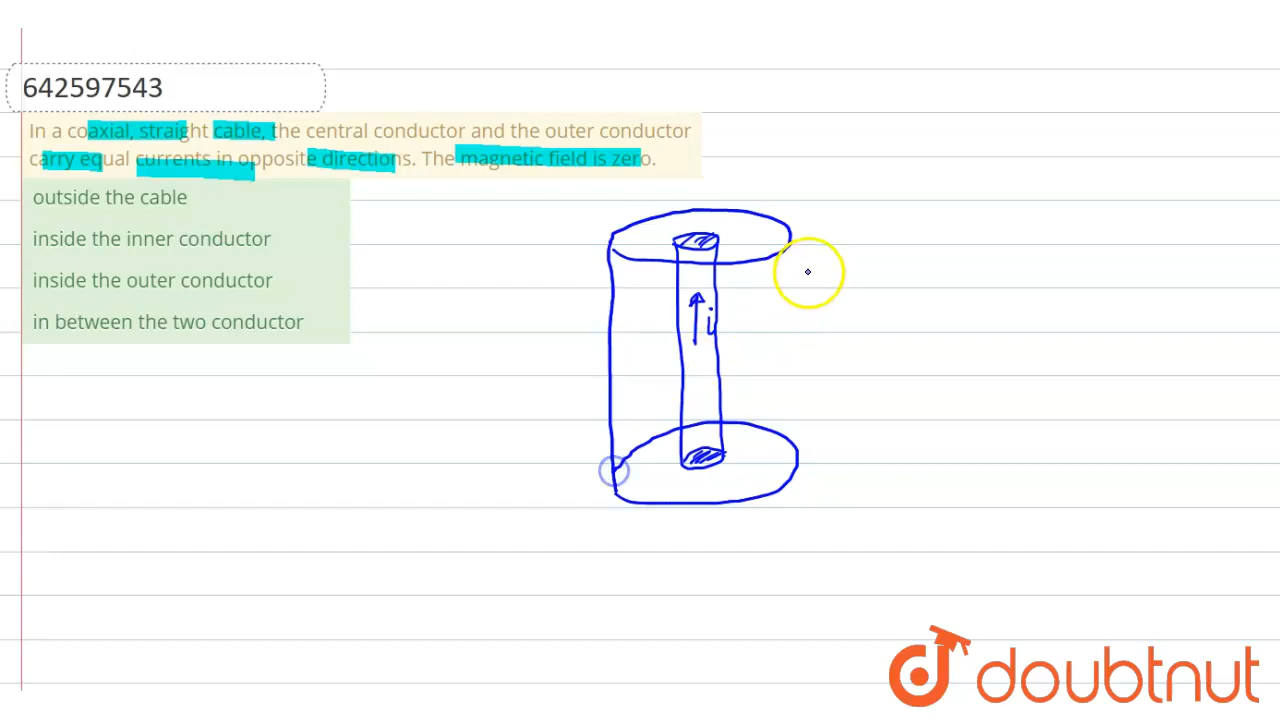 642597543
In a coaxial, straight cable, the central conductor and the outer conductor
carry equal currents in opposite directions. The magnetic field is zero.
outside the cable
inside the inner conductor
inside the outer conductor
in between the two conductor
i
doubtnut